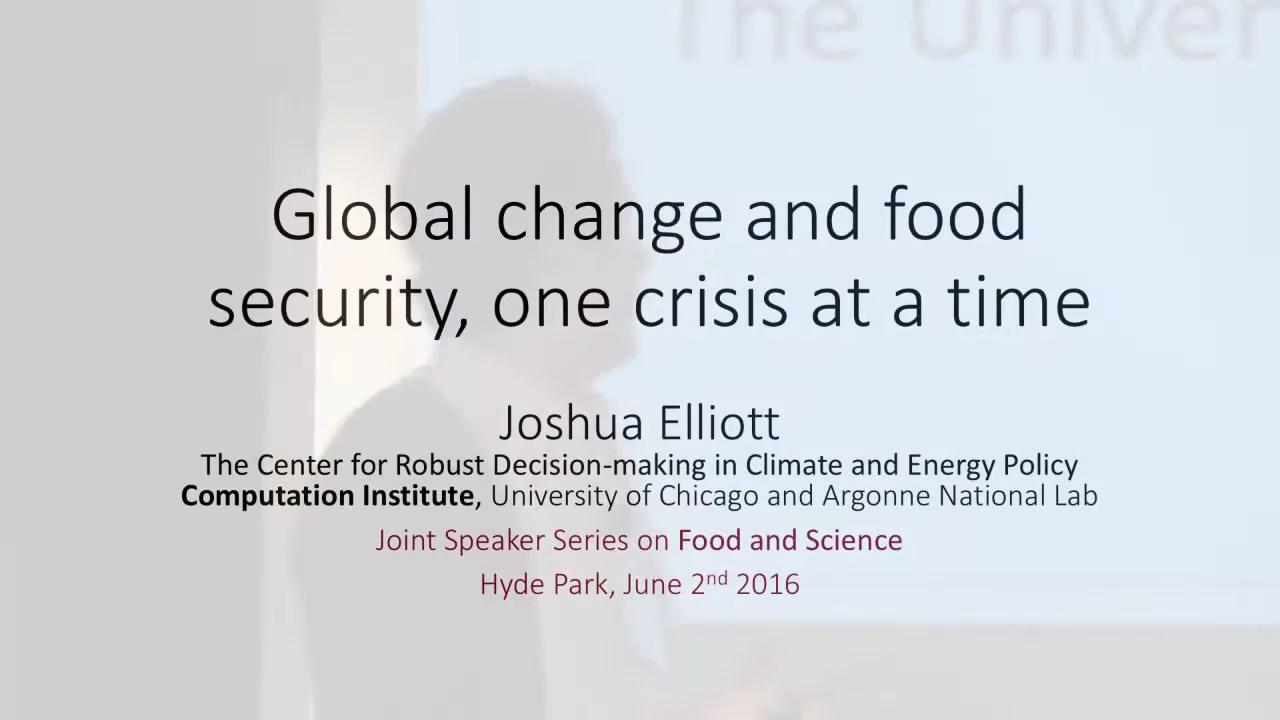 The Univer
Global change and food
security, one crisis at a time
Joshua Elliott
The Center for Robust Decision-making in Climate and Energy Policy
Computation Institute, University of Chicago and Argonne National Lab
Joint Speaker Series on Food and Science
Hyde Park, June 2nd 2016